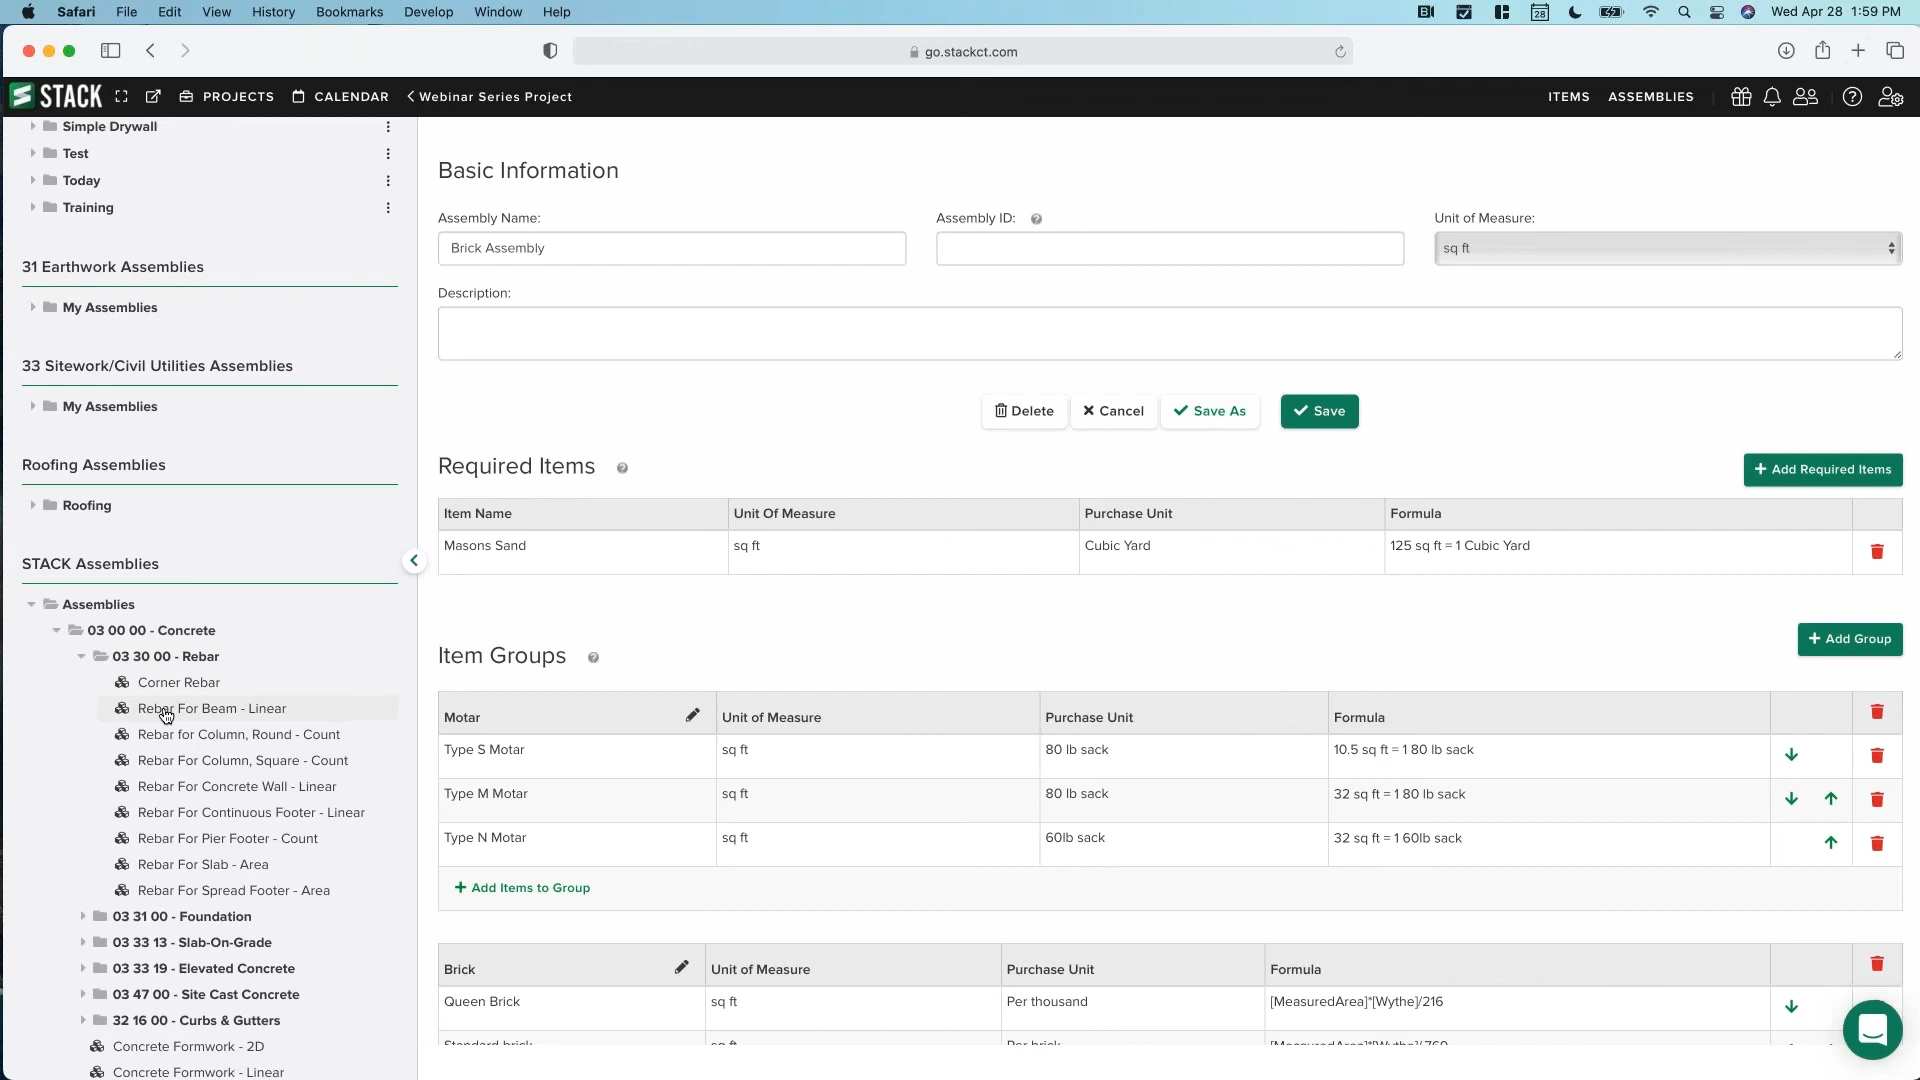 Safari File Edit View History Bookmarks Develop Window Help
28
Wed Apr 28 1:59 PM
go.stackct.com
STACK PROJECTS CALENDAR Webinar Series Project ITEMS ASSEMBLIES
Simple Drywall
Test
Today
Training
31 Earthwork Assemblies
My Assemblies
33 Sitework/Civil Utilities Assemblies
My Assemblies
Roofing Assemblies
Roofing
STACK Assemblies
Assemblies
03 00 00 - Concrete
03 30 00 - Rebar
Corner Rebar
Rebar For Beam - Linear
Rebar for Column, Round - Count
Rebar For Column, Square - Count
Rebar For Concrete Wall - Linear
Rebar For Continuous Footer - Linear
Rebar For Pier Footer - Count
Rebar For Slab - Area
Rebar For Spread Footer - Area
03 31 00 - Foundation
03 33 13 - Slab-On-Grade
03 33 19 - Elevated Concrete
03 47 00 - Site Cast Concrete
32 16 00 - Curbs & Gutters
Concrete Formwork - 2D
Concrete Formwork - Linear
Basic Information
Assembly Name: Assembly ID: Unit of Measure:
Brick Assembly sq ft
Description:
Delete Cancel Save As Save
Required Items + Add Required Items
Item Name Unit Of Measure Purchase Unit Formula
Masons Sand sq ft Cubic Yard 125 sq ft = 1 Cubic Yard
+ Add Group
Item Groups
Motar Unit of Measure Purchase Unit Formula
Type S Motar sq ft 80 lb sack 10.5 sq ft = 1 80 lb sack
Type M Motar sq ft 80 lb sack 32 sq ft = 1 80 lb sack
Type N Motar sq ft 60lb sack 32 sq ft = 1 60lb sack
+ Add Items to Group
Brick Unit of Measure Purchase Unit Formula
Queen Brick sq ft Per thousand [MeasuredArea]*[Wythe]/216
Standard brick sq ft Per brick